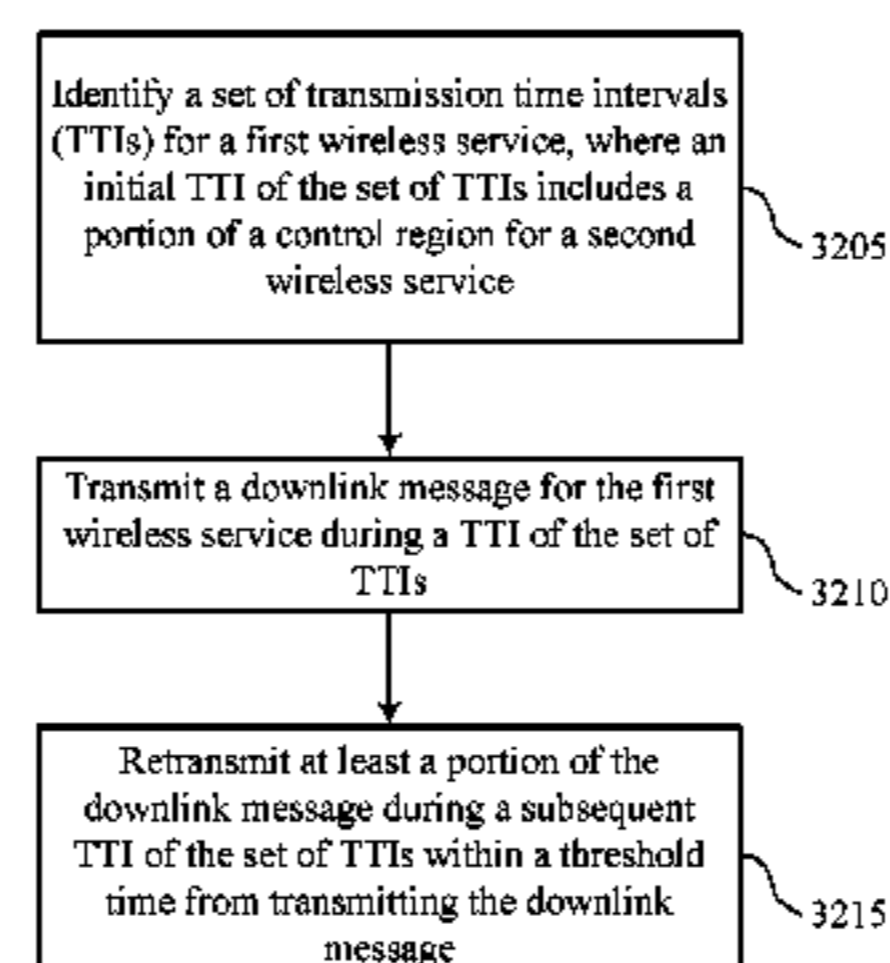 Identify a set of transmission time intervals
(TTIs) for a first wireless service, where an
initial TTI of the set of TTIs includes a
portion of a control region for a second
wireless service
3205
Transmit a downlink message for the first
wireless service during a TTI of the set of
TTIs
3210
Retransmit at least a portion of the
downlink message during a subsequent
TTI of the set of TTIs within a threshold
time from transmitting the downlink
message
3215